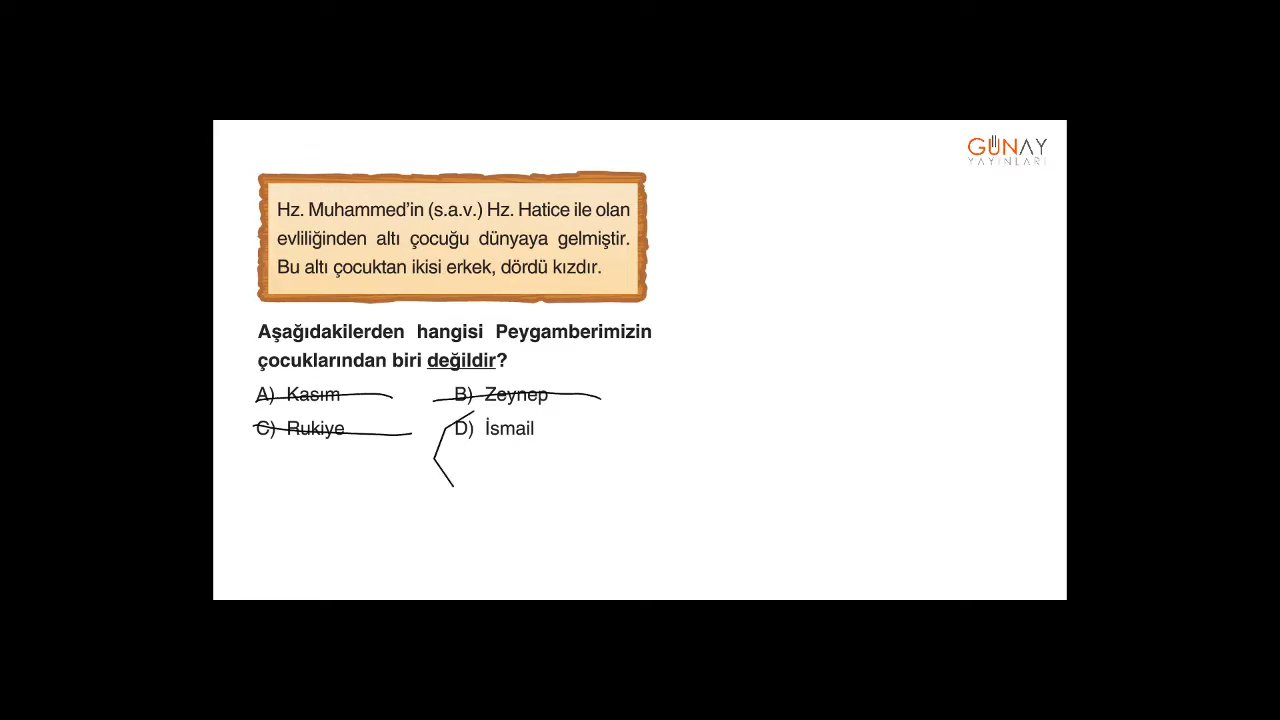 GÜNAY
YAYINLARI
Hz. Muhammed'in (s.a.v.) Hz. Hatice ile olan
evliliğinden altı çocuğu dünyaya gelmiştir.
Bu altı çocuktan ikisi erkek, dördü kızdır.
Aşağıdakilerden hangisi Peygamberimizin
çocuklarından biri değildir?
A) Kasım B) Zeynep
C) Rukiye D) İsmail